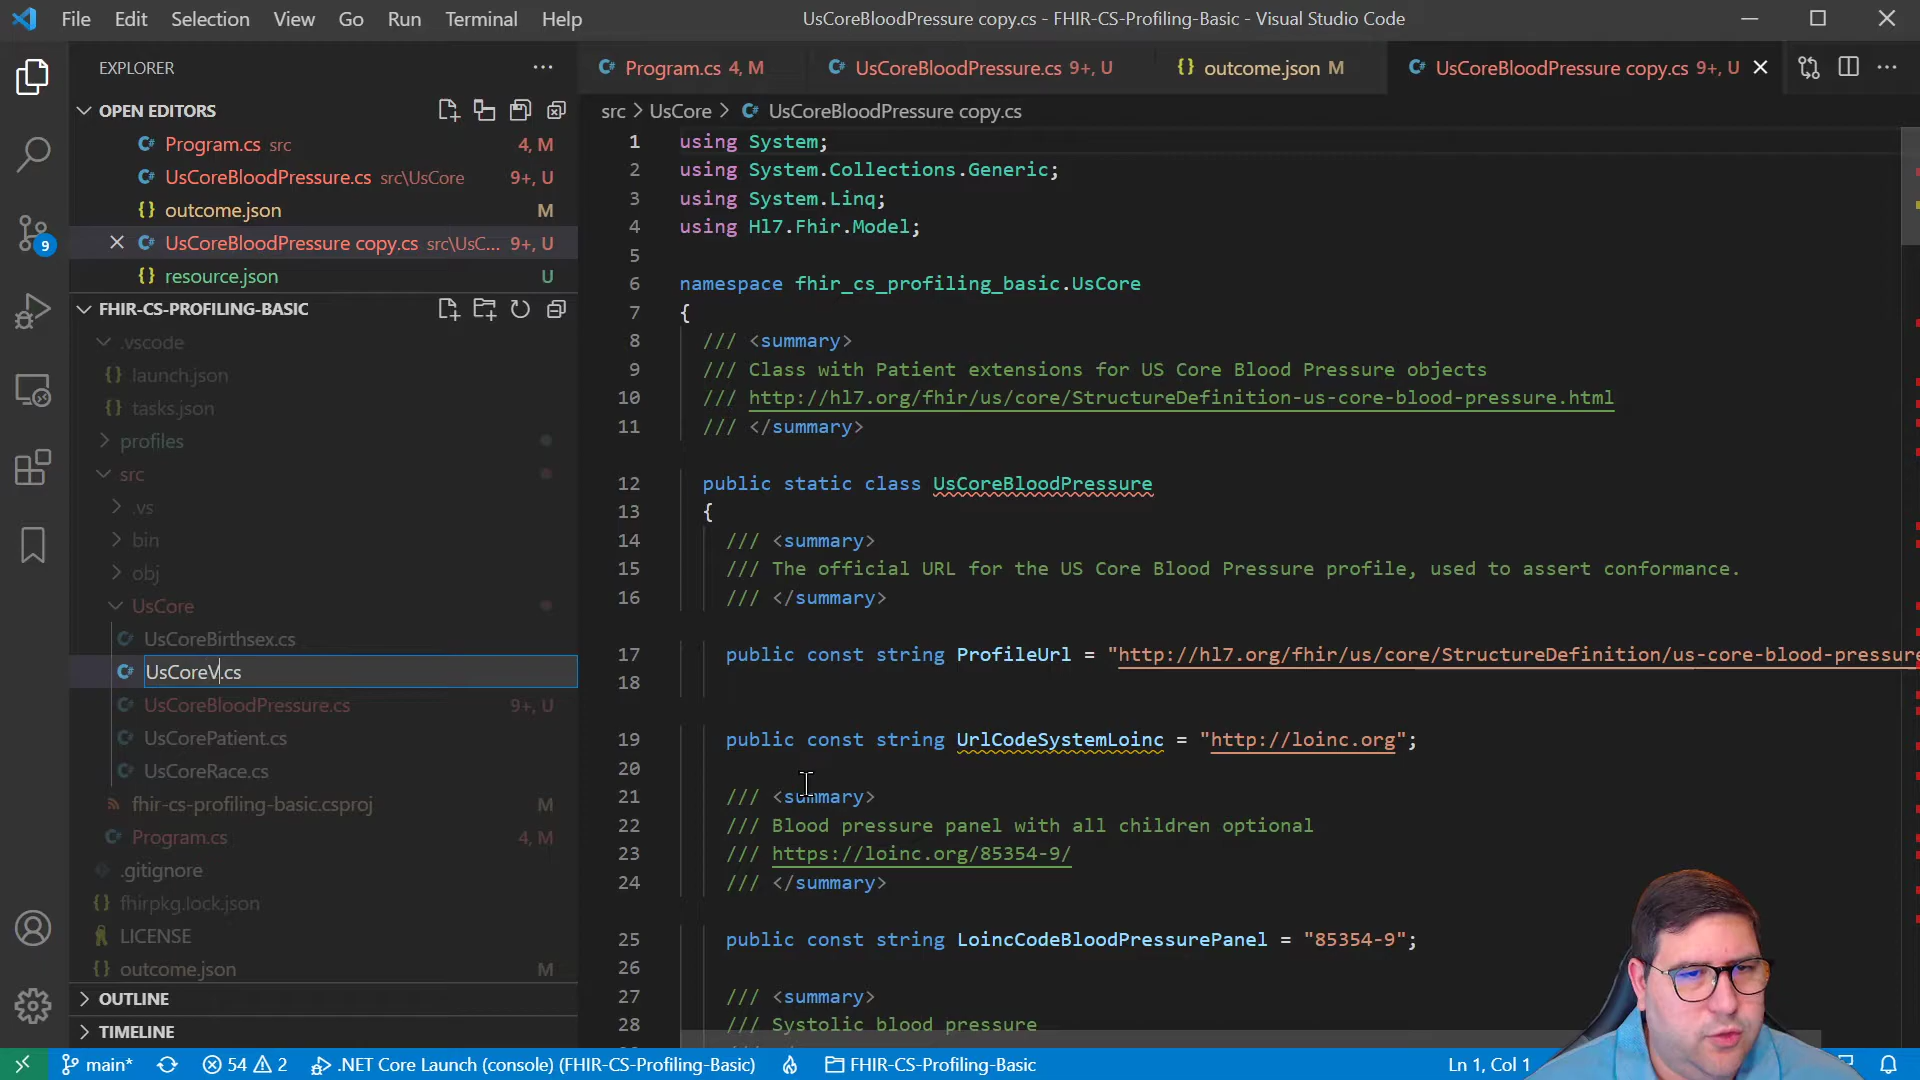 File Edit Selection View Go Run Terminal Help
UsCoreBloodPressure copy.cs - FHIR-CS-Profiling-Basic - Visual Studio Code
EXPLORER
OPEN EDITORS
Program.cs src 4, M
UsCoreBloodPressure.cs src\UsCore 9+, U
outcome.json M
UsCoreBloodPressure copy.cs src\UsC... 9+, U
resource.json U
FHIR-CS-PROFILING-BASIC
.vscode
launch.json
tasks.json
profiles
src
.vs
bin
obj
UsCore
UsCoreBirthsex.cs
UsCoreV.cs
UsCoreBloodPressure.cs 9+, U
UsCorePatient.cs
UsCoreRace.cs
fhir-cs-profiling-basic.csproj M
Program.cs 4, M
.gitignore
fhirpkg.lock.json
LICENSE
outcome.json M
OUTLINE
TIMELINE
9
Program.cs 4, M UsCoreBloodPressure.cs 9+, U outcome.json M UsCoreBloodPressure copy.cs 9+, U
src > UsCore > UsCoreBloodPressure copy.cs
1 using System;
2 using System.Collections.Generic;
3 using System.Linq;
4 using Hl7.Fhir.Model;
5
6 namespace fhir_cs_profiling_basic.UsCore
7 {
8 /// <summary>
9 /// Class with Patient extensions for US Core Blood Pressure objects
10 /// http://hl7.org/fhir/us/core/StructureDefinition-us-core-blood-pressure.html
11 /// </summary>
12 public static class UsCoreBloodPressure
13 {
14 /// <summary>
15 /// The official URL for the US Core Blood Pressure profile, used to assert conformance.
16 /// </summary>
17 public const string ProfileUrl = "http://hl7.org/fhir/us/core/StructureDefinition/us-core-blood-pressure
18
19 public const string UrlCodeSystemLoinc = "http://loinc.org";
20
21 /// <summary>
22 /// Blood pressure panel with all children optional
23 /// https://loinc.org/85354-9/
24 /// </summary>
25 public const string LoincCodeBloodPressurePanel = "85354-9";
26
27 /// <summary>
28 /// Systolic blood pressure
main* 54 2 .NET Core Launch (console) (FHIR-CS-Profiling-Basic) FHIR-CS-Profiling-Basic Ln 1, Col 1